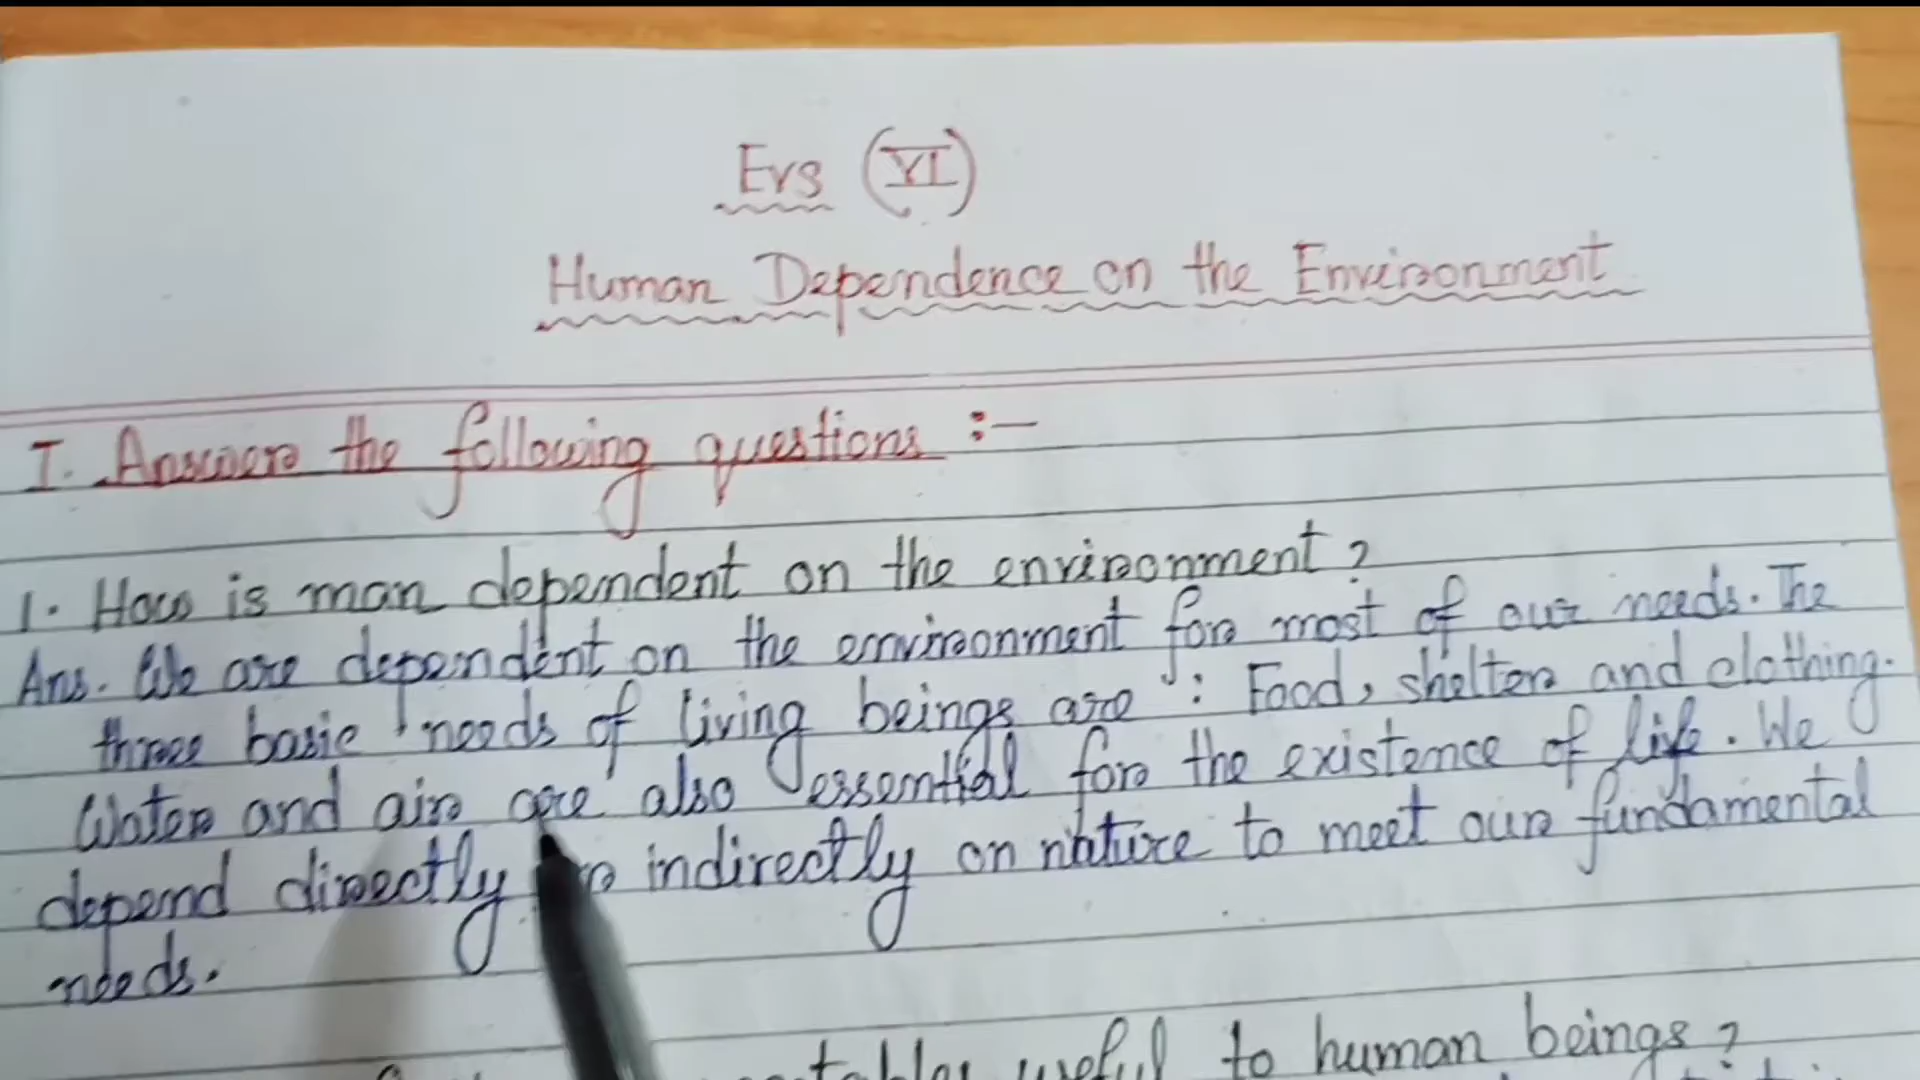 Evs (VI)
Human Dependence on the Environment
I. Answer the following questions :-
1. How is man dependent on the environment?
Ans. We are dependent on the environment for most of our needs. The
three basic needs of living beings are : Food, shelter and clothing.
Water and air are also essential for the existence of life. We
depend directly indirectly on nature to meet our fundamental
needs.
useful to human beings?